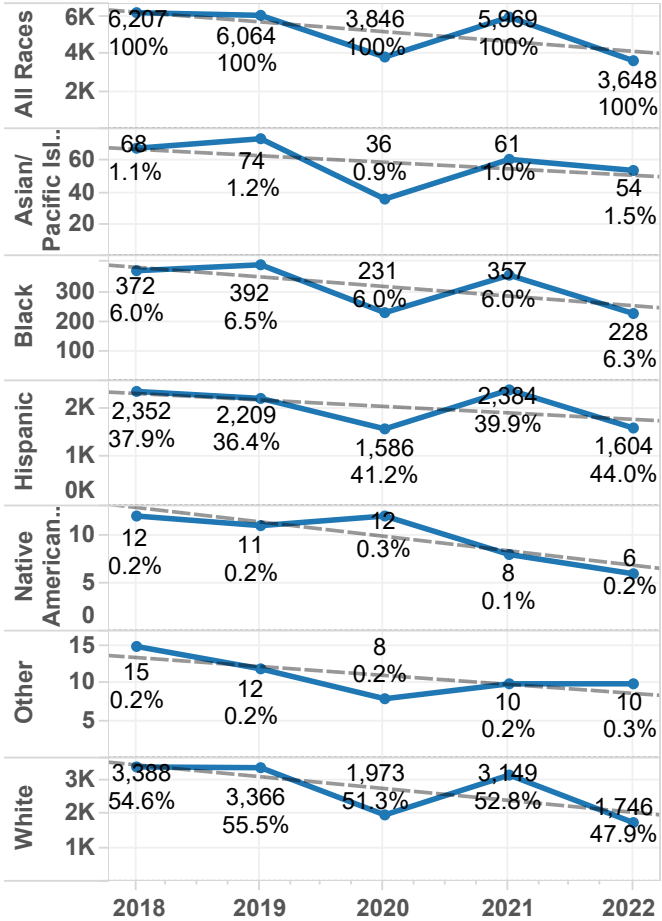 All Races
6K
2K
6,207 6,064 3,846 5,969 3,648
100% 100% 100% 100% 100%
Asian/
Pacific Isl..
60
40
20
68 74 36 61 54
1.1% 1.2% 0.9% 1.0% 1.5%
Black
300
200
100
372 392 231 357 228
6.0% 6.5% 6.0% 6.0% 6.3%
Hispanic
2K
1K
0K
2,352 2,209 1,586 2,384 1,604
37.9% 36.4% 41.2% 39.9% 44.0%
Native
American..
10
5
0
12 11 12 8 6
0.2% 0.2% 0.3% 0.1% 0.2%
Other
15
10
5
15 12 8 10 10
0.2% 0.2% 0.2% 0.2% 0.3%
White
3K
2K
1K
3,388 3,366 1,973 3,149 1,746
54.6% 55.5% 51.3% 52.8% 47.9%
2018 2019 2020 2021 2022